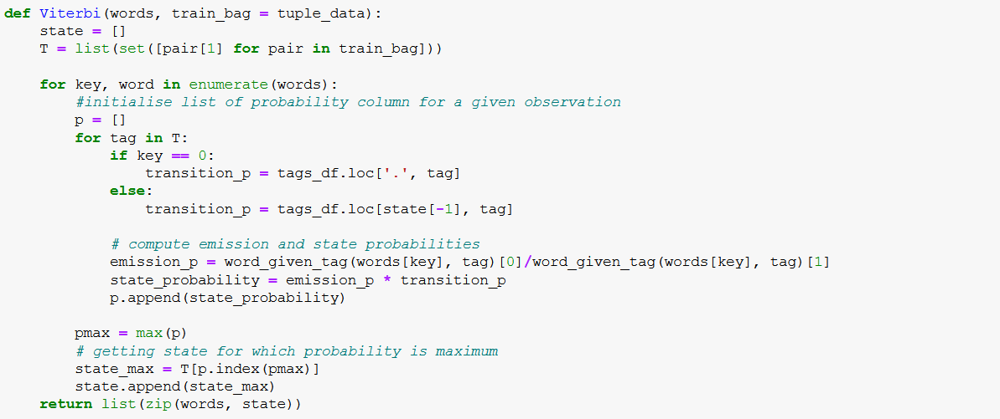 def Viterbi(words, train_bag = tuple_data):
    state = []
    T = list(set([pair[1] for pair in train_bag]))
    for key, word in enumerate(words):
        #initialise list of probability column for a given observation
        p = []
        for tag in T:
            if key == 0:
                transition_p = tags_df.loc['.', tag]
            else:
                transition_p = tags_df.loc[state[-1], tag]
            # compute emission and state probabilities
            emission_p = word_given_tag(words[key], tag)[0]/word_given_tag(words[key], tag)[1]
            state_probability = emission_p * transition_p
            p.append(state_probability)
        pmax = max(p)
        # getting state for which probability is maximum
        state_max = T[p.index(pmax)]
        state.append(state_max)
    return list(zip(words, state))